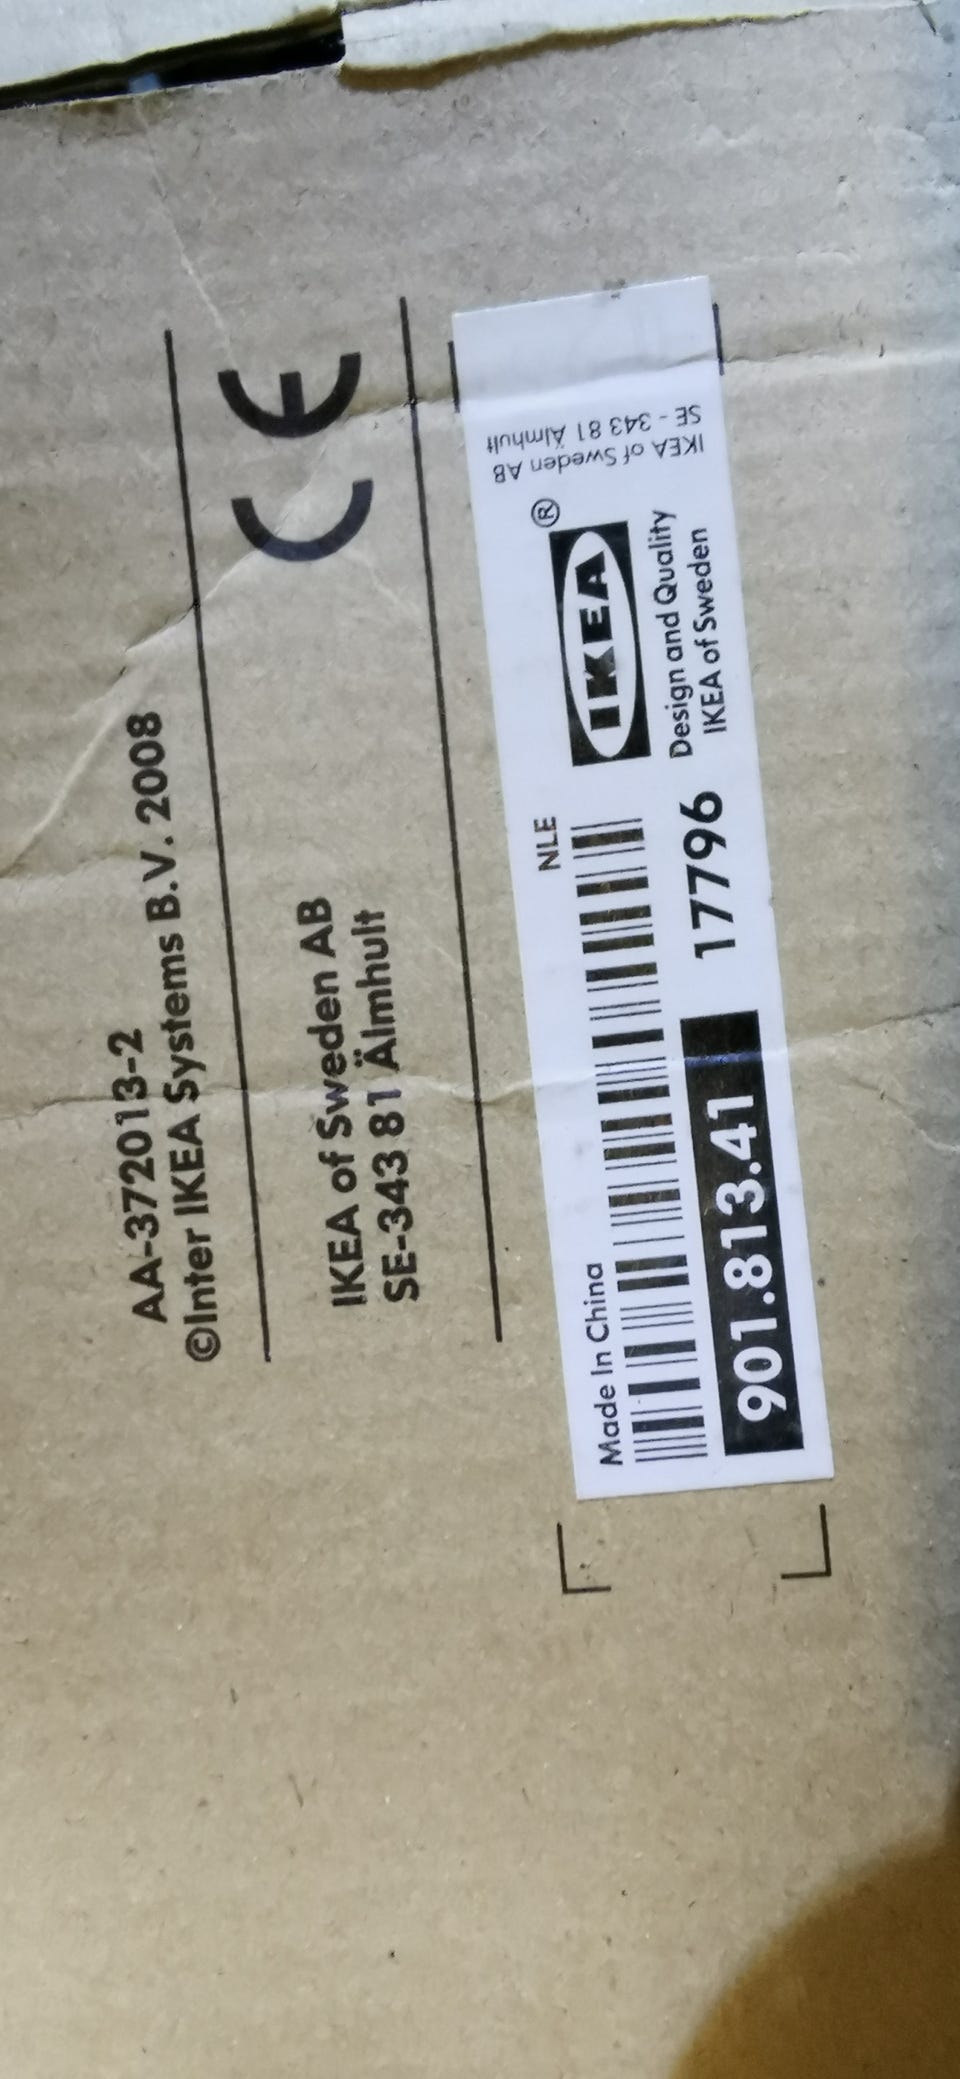 AA-372013-2
©Inter IKEA Systems B.V. 2008
CE
IKEA of Sweden AB
SE-343 81 Älmhult
Made In China
NLE
901.813.41
17796
IKEA®
Design and Quality
IKEA of Sweden
IKEA of Sweden AB
SE - 343 81 Älmhult